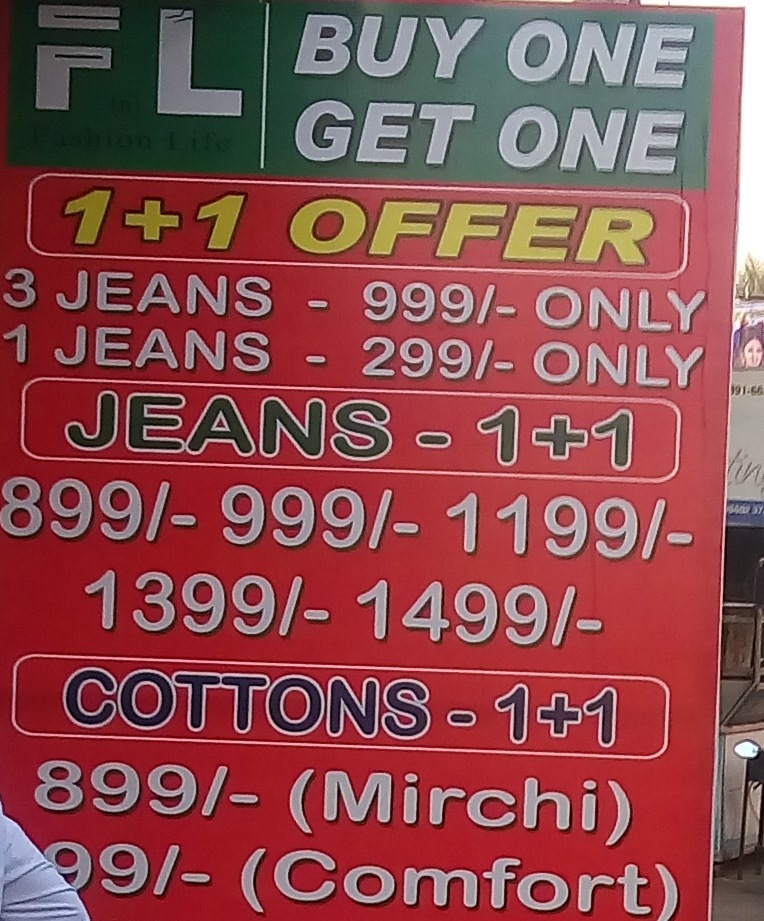 FL
Fashion Life
BUY ONE
GET ONE
1+1 OFFER
3 JEANS - 999/- ONLY
1 JEANS - 299/- ONLY
JEANS - 1+1
899/- 999/- 1199/-
1399/- 1499/-
COTTONS - 1+1
899/- (Mirchi)
99/- (Comfort)